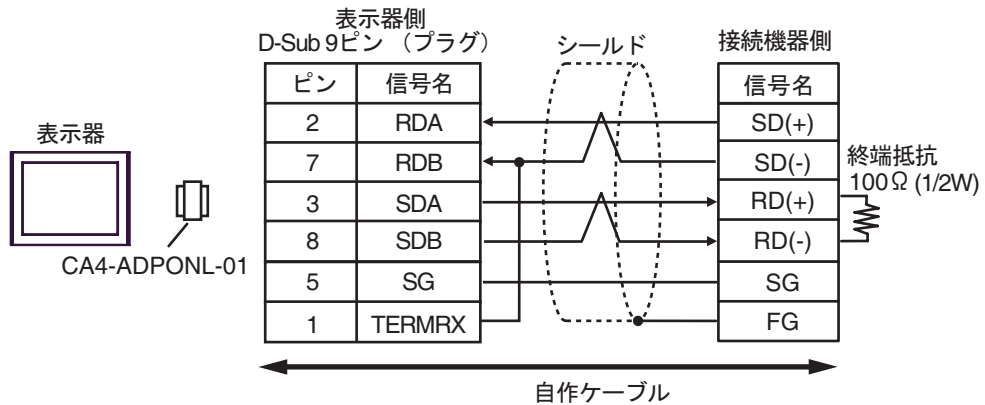 表示器側
D-Sub 9ピン （プラグ）
シールド
接続機器側
ピン 信号名
信号名
2 RDA
SD(+)
7 RDB
SD(-)
3 SDA
RD(+)
8 SDB
RD(-)
5 SG
SG
1 TERMRX
FG
表示器
CA4-ADPONL-01
終端抵抗
100Ω (1/2W)
自作ケーブル